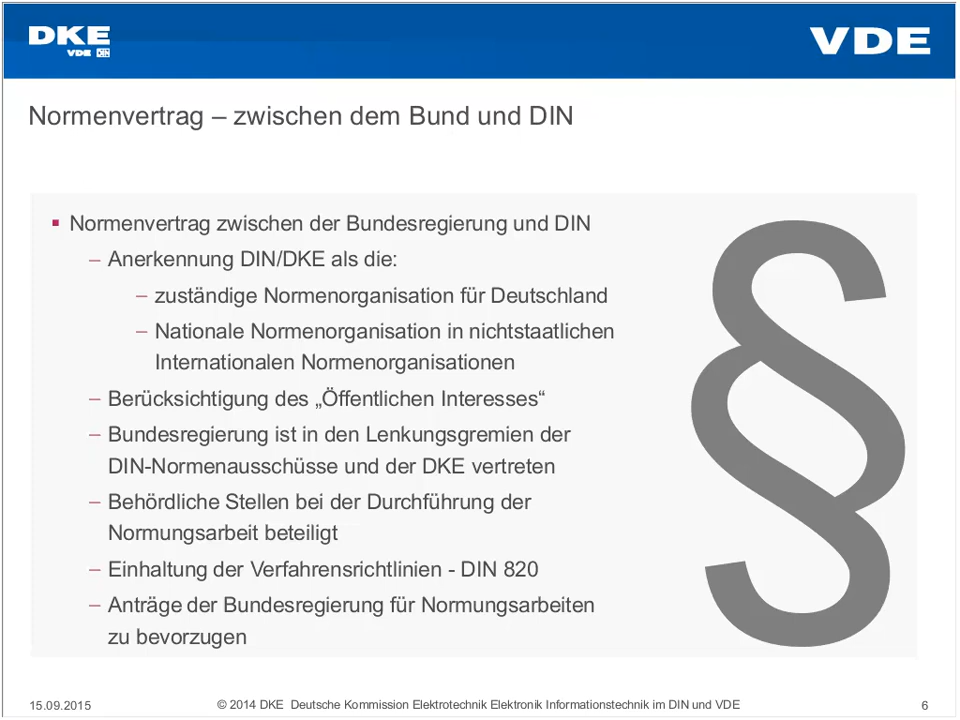 DKE
VDE DIN
VDE
Normenvertrag – zwischen dem Bund und DIN
▪ Normenvertrag zwischen der Bundesregierung und DIN
– Anerkennung DIN/DKE als die:
– zuständige Normenorganisation für Deutschland
– Nationale Normenorganisation in nichtstaatlichen
Internationalen Normenorganisationen
– Berücksichtigung des „Öffentlichen Interesses“
– Bundesregierung ist in den Lenkungsgremien der
DIN-Normenausschüsse und der DKE vertreten
– Behördliche Stellen bei der Durchführung der
Normungsarbeit beteiligt
– Einhaltung der Verfahrensrichtlinien - DIN 820
– Anträge der Bundesregierung für Normungsarbeiten
zu bevorzugen
§
15.09.2015
© 2014 DKE Deutsche Kommission Elektrotechnik Elektronik Informationstechnik im DIN und VDE
6